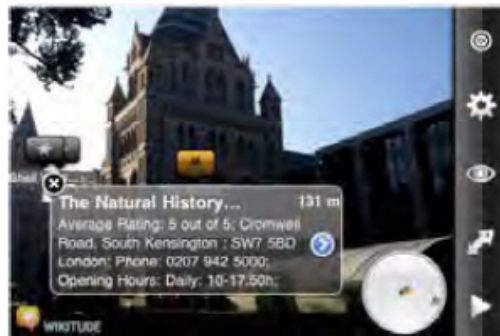 The Natural History... 131 m
Average Rating: 5 out of 5; Cromwell
Road, South Kensington ; SW7 5BD
London; Phone: 0207 942 5000;
Opening Hours: Daily: 10-17.50h;
WIKITUDE